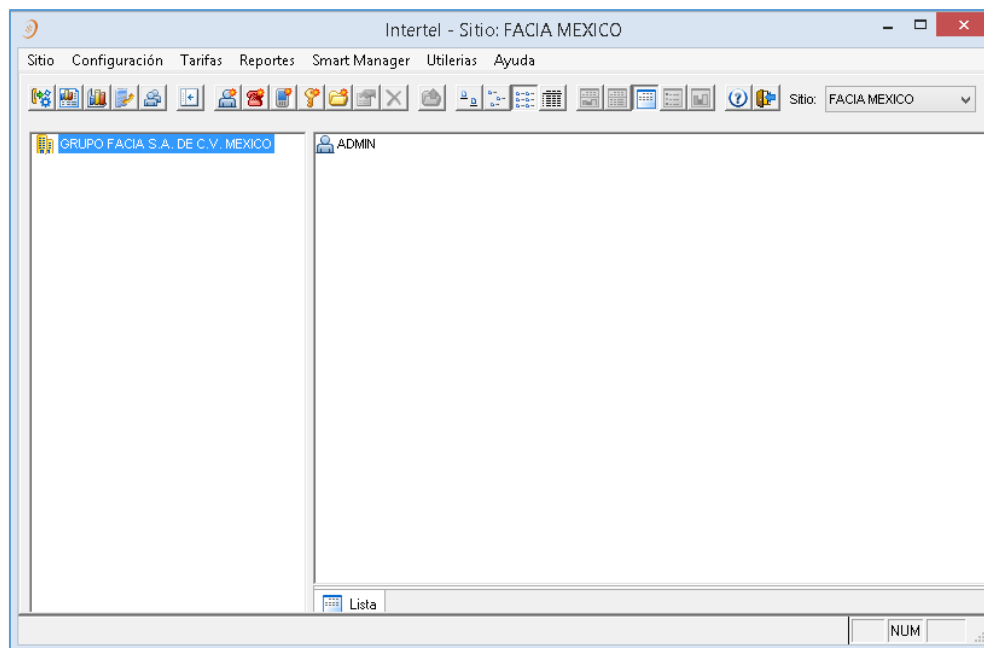 Intertel - Sitio: FACIA MEXICO
Sitio Configuración Tarifas Reportes Smart Manager Utilerias Ayuda
Sitio: FACIA MEXICO
GRUPO FACIA S.A. DE C.V. MEXICO
ADMIN
Lista
NUM